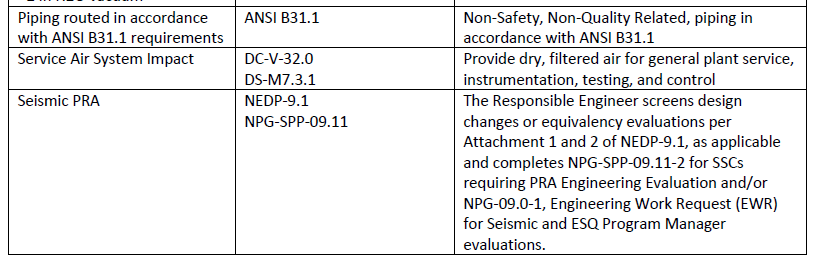 Piping routed in accordance
with ANSI B31.1 requirements
ANSI B31.1
Non-Safety, Non-Quality Related, piping in
accordance with ANSI B31.1
Service Air System Impact
DC-V-32.0
DS-M7.3.1
Provide dry, filtered air for general plant service,
instrumentation, testing, and control
Seismic PRA
NEDP-9.1
NPG-SPP-09.11
The Responsible Engineer screens design
changes or equivalency evaluations per
Attachment 1 and 2 of NEDP-9.1, as applicable
and completes NPG-SPP-09.11-2 for SSCs
requiring PRA Engineering Evaluation and/or
NPG-09.0-1, Engineering Work Request (EWR)
for Seismic and ESQ Program Manager
evaluations.